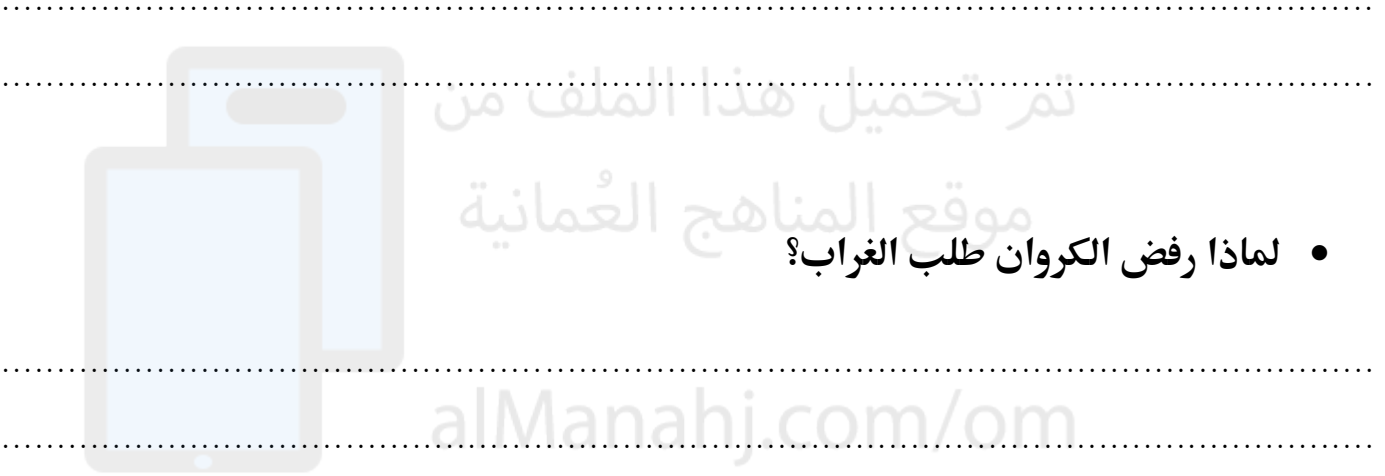 تم تحميل هذا الملف من
موقع المناهج العُمانية
• لماذا رفض الكروان طلب الغراب؟
alManahj.com/om